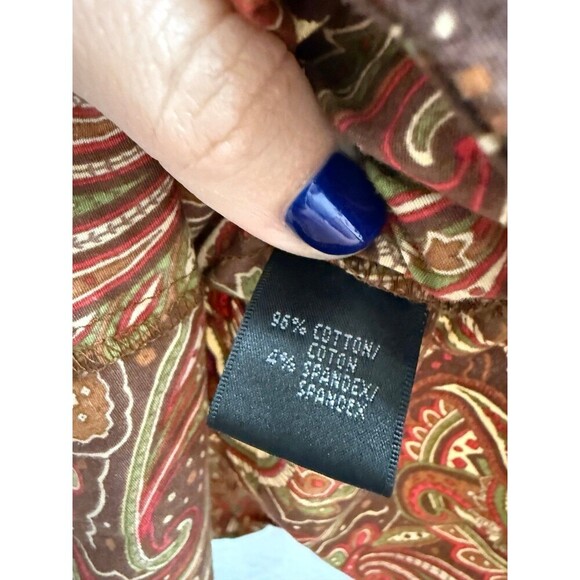 96% COTTON/
COTON
4% SPANDEX/
SPANDEX